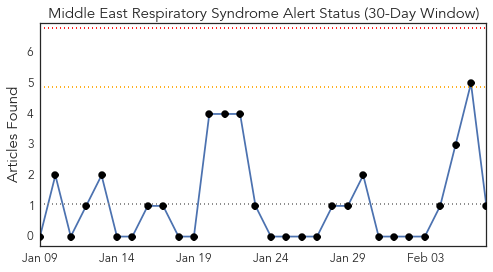 Middle East Respiratory Syndrome Alert Status (30-Day Window)
Articles Found
6
5
4
3
2
1
0
Jan 09 Jan 14 Jan 19 Jan 24 Jan 29 Feb 03